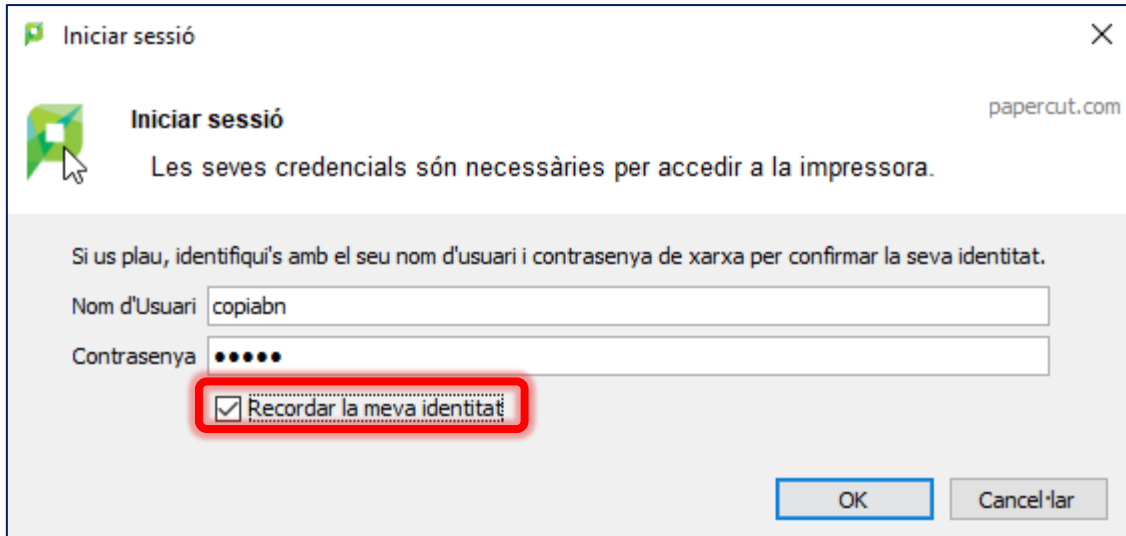 Iniciar sessió
Iniciar sessió
papercut.com
Les seves credencials són necessàries per accedir a la impressora.
Si us plau, identifiqui's amb el seu nom d'usuari i contrasenya de xarxa per confirmar la seva identitat.
Nom d'Usuari copiabn
Contrasenya •••••
Recordar la meva identitat
OK Cancel·lar